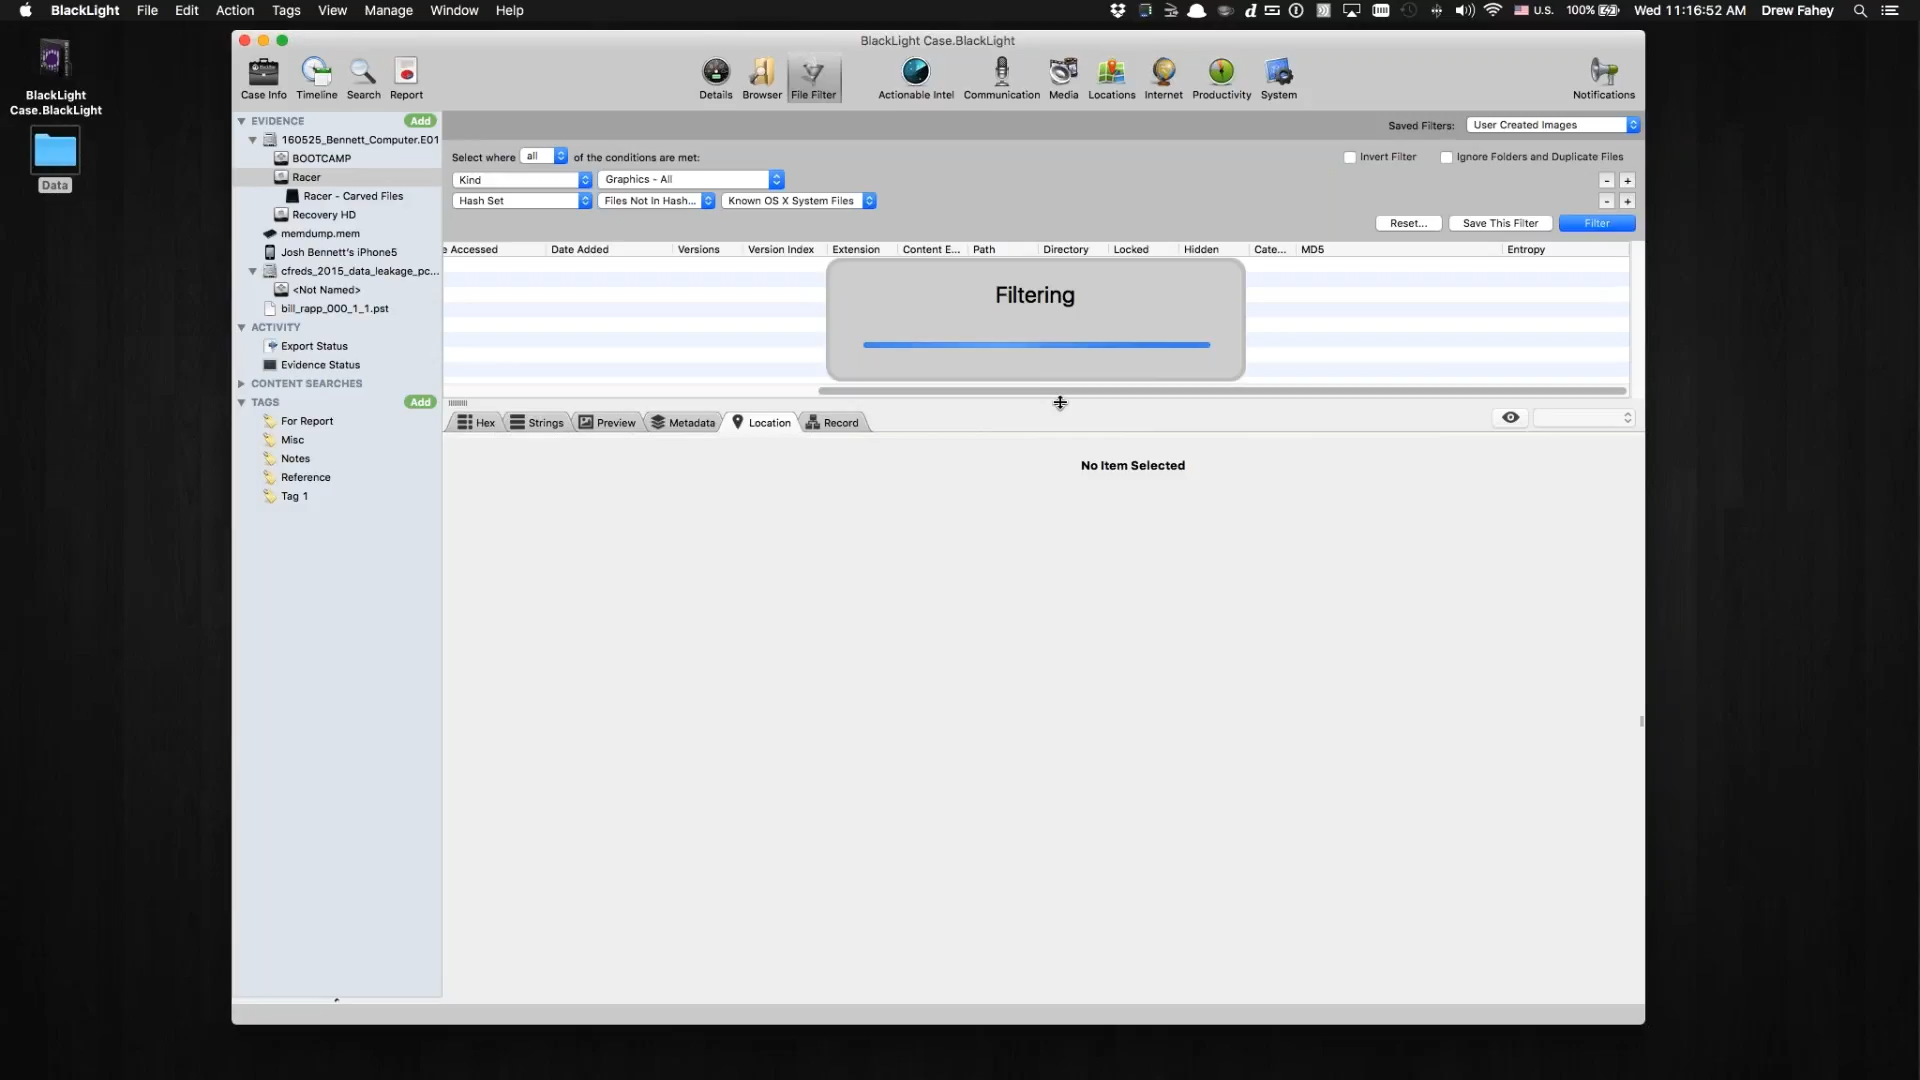 BlackLight File Edit Action Tags View Manage Window Help
U.S. 100% Wed 11:16:52 AM Drew Fahey
BlackLight Case.BlackLight
BlackLight
Case.BlackLight
Data
Case Info Timeline Search Report
Details Browser File Filter
Actionable Intel Communication Media Locations Internet Productivity System
Notifications
EVIDENCE Add
160525_Bennett_Computer.E01
BOOTCAMP
Racer
Racer - Carved Files
Recovery HD
memdump.mem
Josh Bennett's iPhone5
cfreds_2015_data_leakage_pc...
<Not Named>
bill_rapp_000_1_1.pst
ACTIVITY
Export Status
Evidence Status
CONTENT SEARCHES
TAGS Add
For Report
Misc
Notes
Reference
Tag 1
Saved Filters: User Created Images
Select where all of the conditions are met:
Invert Filter Ignore Folders and Duplicate Files
Kind Graphics - All - +
Hash Set Files Not In Hash... Known OS X System Files - +
Reset... Save This Filter Filter
e Accessed Date Added Versions Version Index Extension Content E... Path Directory Locked Hidden Cate... MD5 Entropy
Filtering
Hex Strings Preview Metadata Location Record
No Item Selected